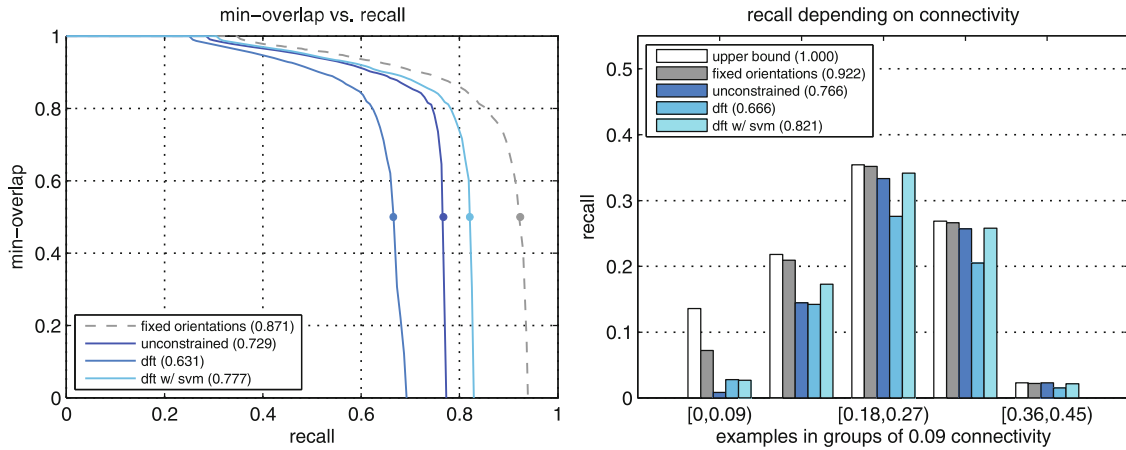 min-overlap vs. recall
1
0.8
0.6
0.4
0.2
0
min-overlap
fixed orientations (0.871)
unconstrained (0.729)
dft (0.631)
dft w/ svm (0.777)
0 0.2 0.4 0.6 0.8 1
recall
recall depending on connectivity
0.5
0.4
0.3
0.2
0.1
0
recall
upper bound (1.000)
fixed orientations (0.922)
unconstrained (0.766)
dft (0.666)
dft w/ svm (0.821)
[0,0.09) [0.18,0.27) [0.36,0.45)
examples in groups of 0.09 connectivity